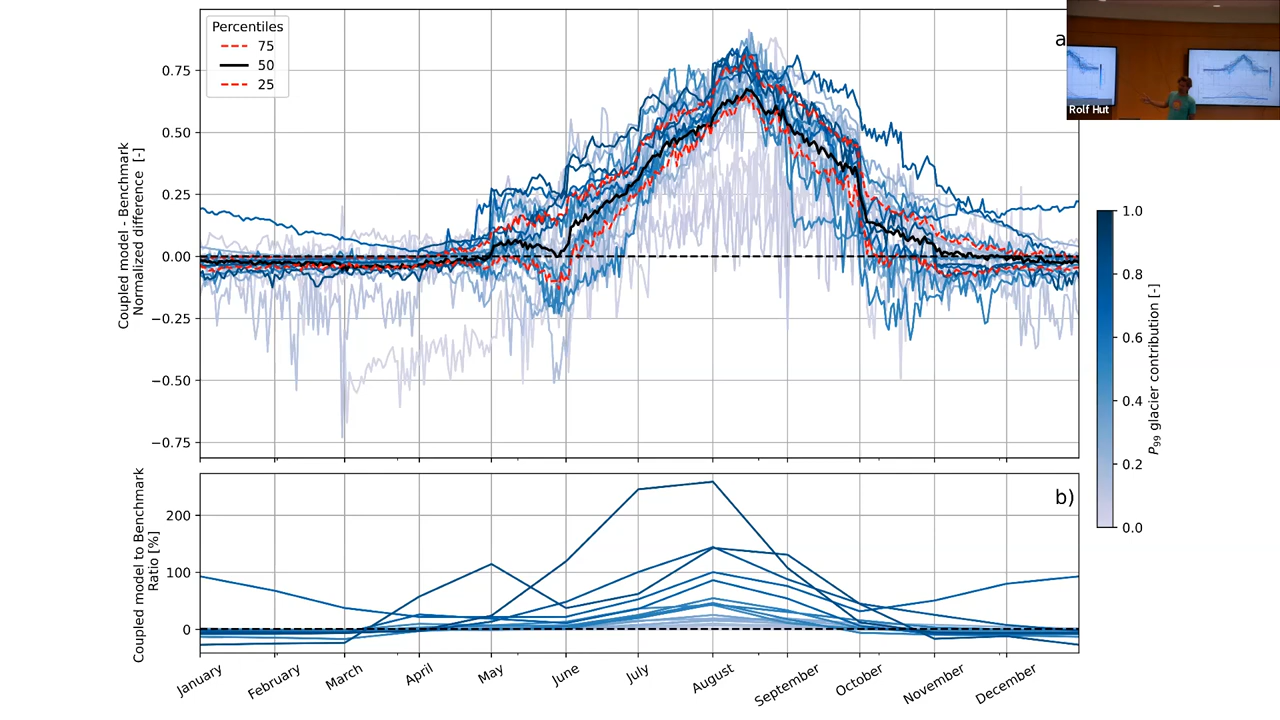 Percentiles
75
50
25
a
Rolf Hut
0.75
0.50
0.25
0.00
−0.25
−0.50
−0.75
Coupled model - Benchmark
Normalized difference [-]
1.0
0.8
0.6
0.4
0.2
0.0
P99 glacier contribution [-]
b)
200
100
0
Coupled model to Benchmark
Ratio [%]
January
February
March
April
May
June
July
August
September
October
November
December